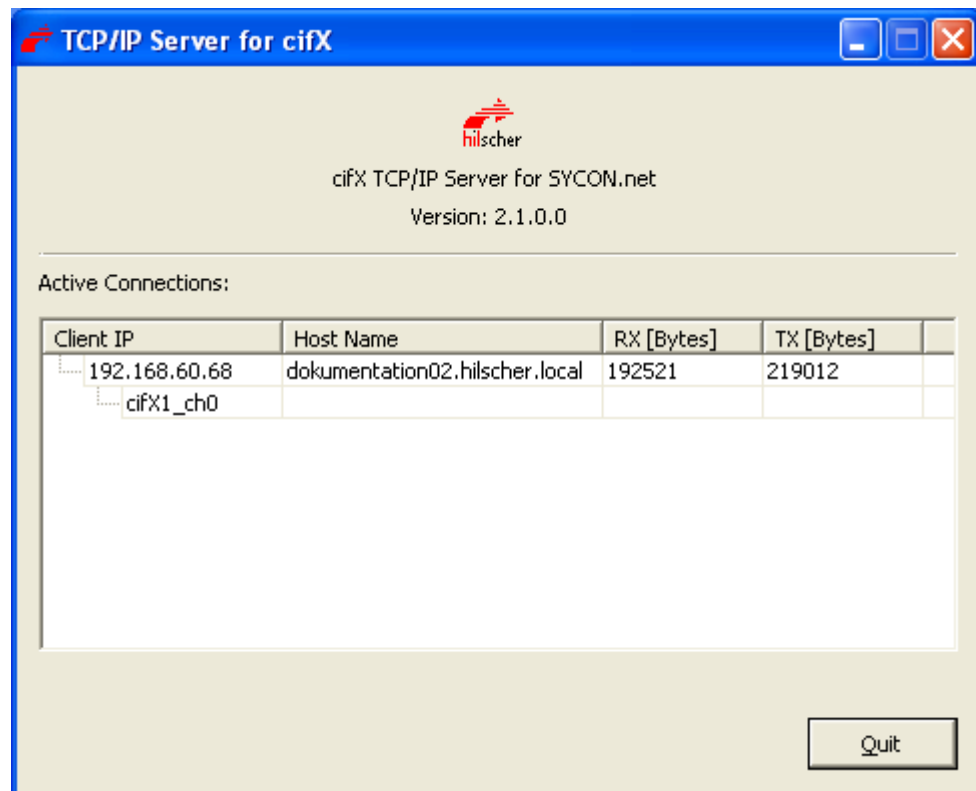 TCP/IP Server for cifX
hilscher
cifX TCP/IP Server for SYCON.net
Version: 2.1.0.0
Active Connections:
Client IP Host Name RX [Bytes] TX [Bytes]
192.168.60.68 dokumentation02.hilscher.local 192521 219012
cifX1_ch0
Quit